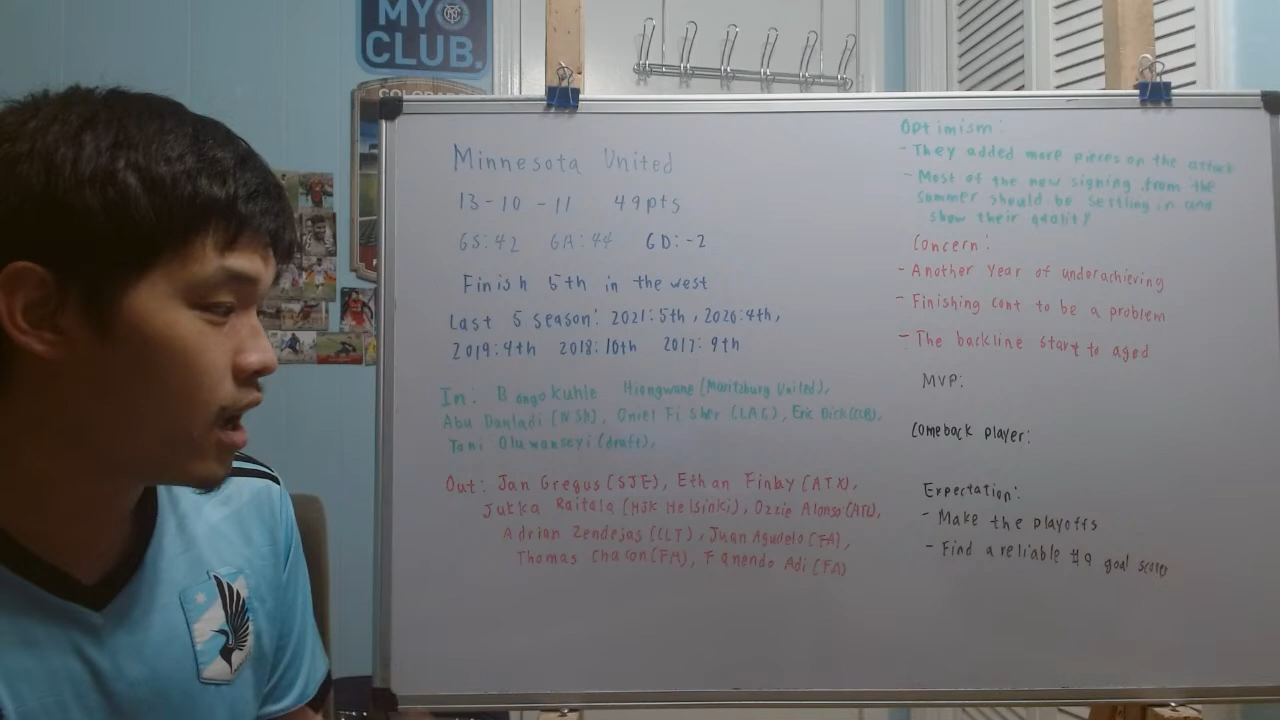 MY
CLUB.
COLORA
Minnesota United
13-10-11 49pts
GS:42 GA:44 GD:-2
Finish 5th in the west
Last 5 season: 2021:5th, 2020:4th,
2019:4th 2018:10th 2017:9th
In: Bongokuhle Hlongwane (Maritzburg United),
Abu Danladi (NSH), Oniel Fisher (LAG), Eric Dick (CLB),
Tani Oluwaseyi (draft),
Out: Jan Gregus (SJE), Ethan Finlay (ATX),
Jukka Raitala (HJK Helsinki), Ozzie Alonso (ATL),
Adrian Zendejas (CLT), Juan Agudelo (FA),
Thomas Chacon (FA), Fanendo Adi (FA)
Optimism:
- They added more pieces on the attack
- Most of the new signing from the
summer should be settling in and
show their quality
Concern:
- Another year of underachieving
- Finishing cont to be a problem
- The backline start to aged
MVP:
Comeback player:
Expectation:
- Make the playoffs
- Find a reliable #9 goal scorer